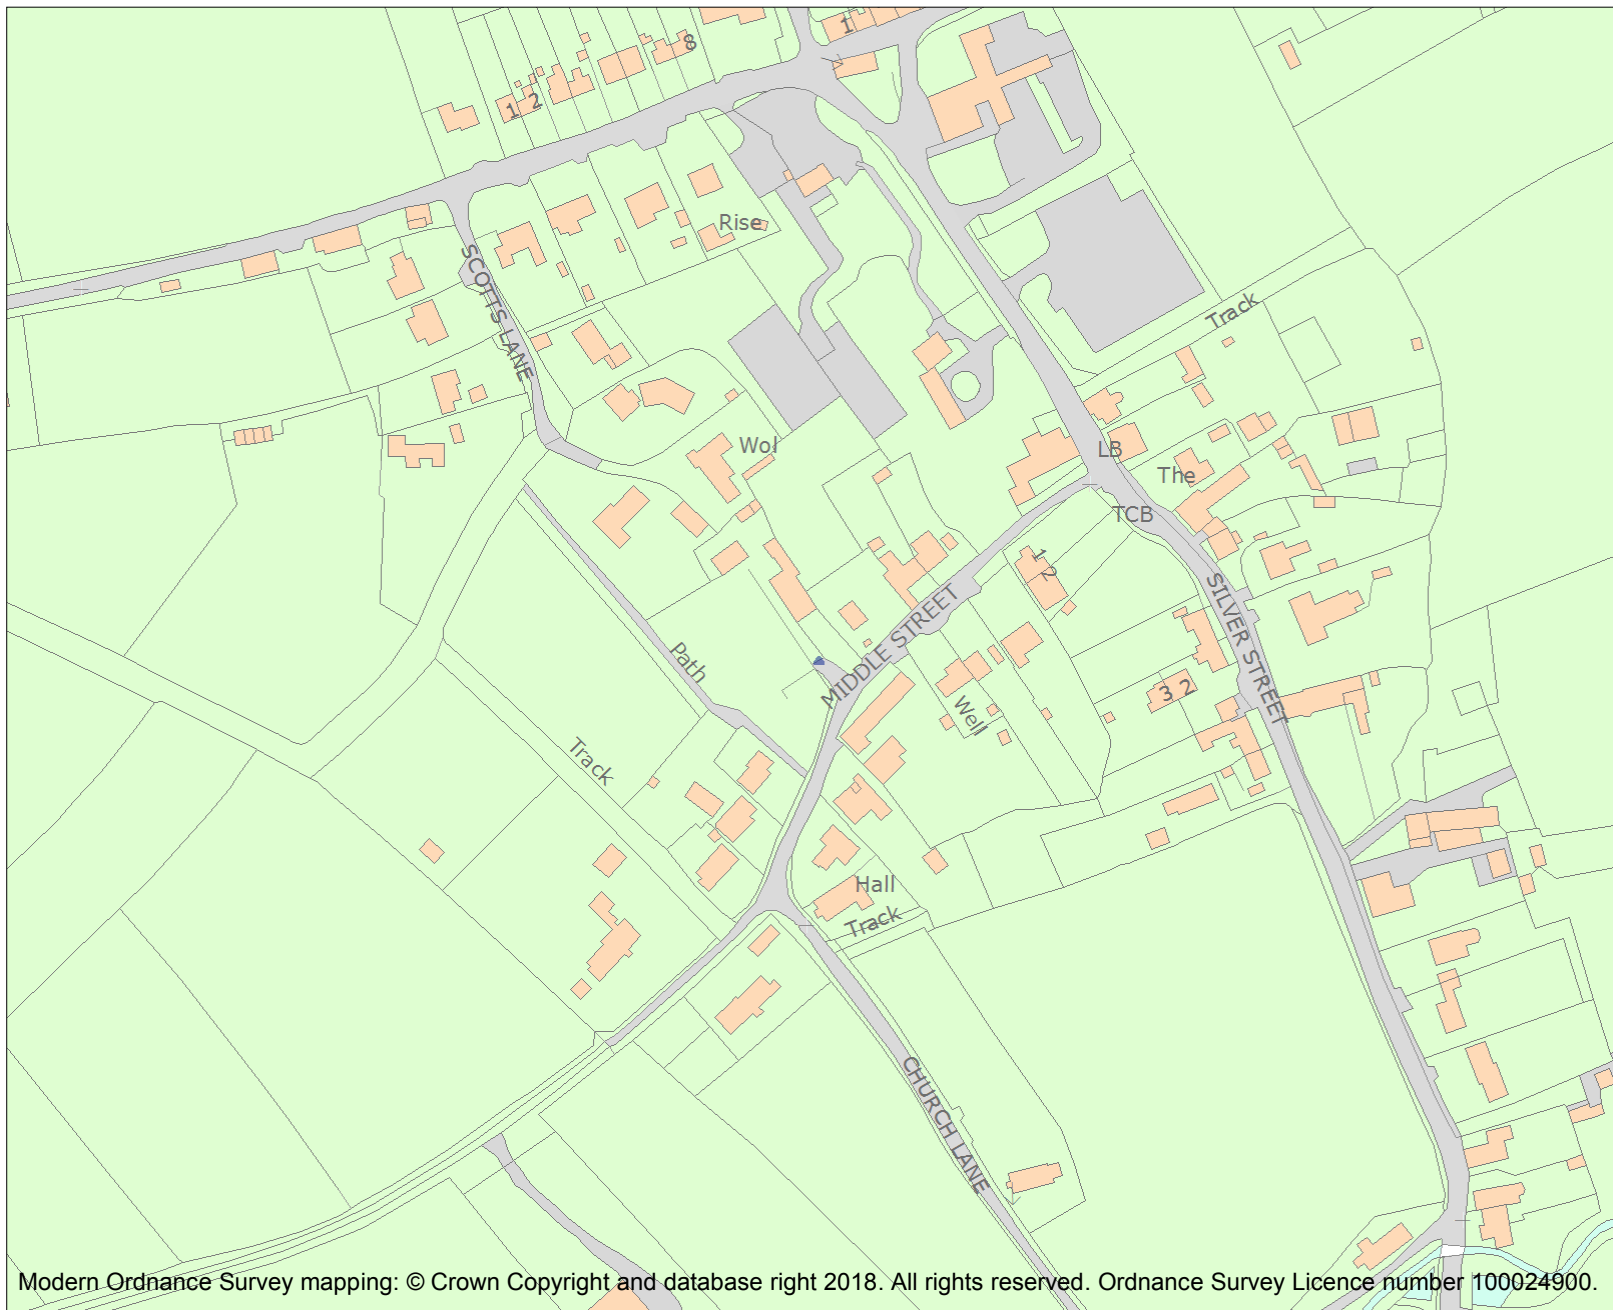 1
8
1 2
Rise
SCOTTS LANE
Track
Wol
LB
The
TCB
1 2
SILVER STREET
MIDDLE STREET
Path
3 2
Well
Track
Hall
Track
CHURCH LANE
Modern Ordnance Survey mapping: © Crown Copyright and database right 2018. All rights reserved. Ordnance Survey Licence number 100024900.